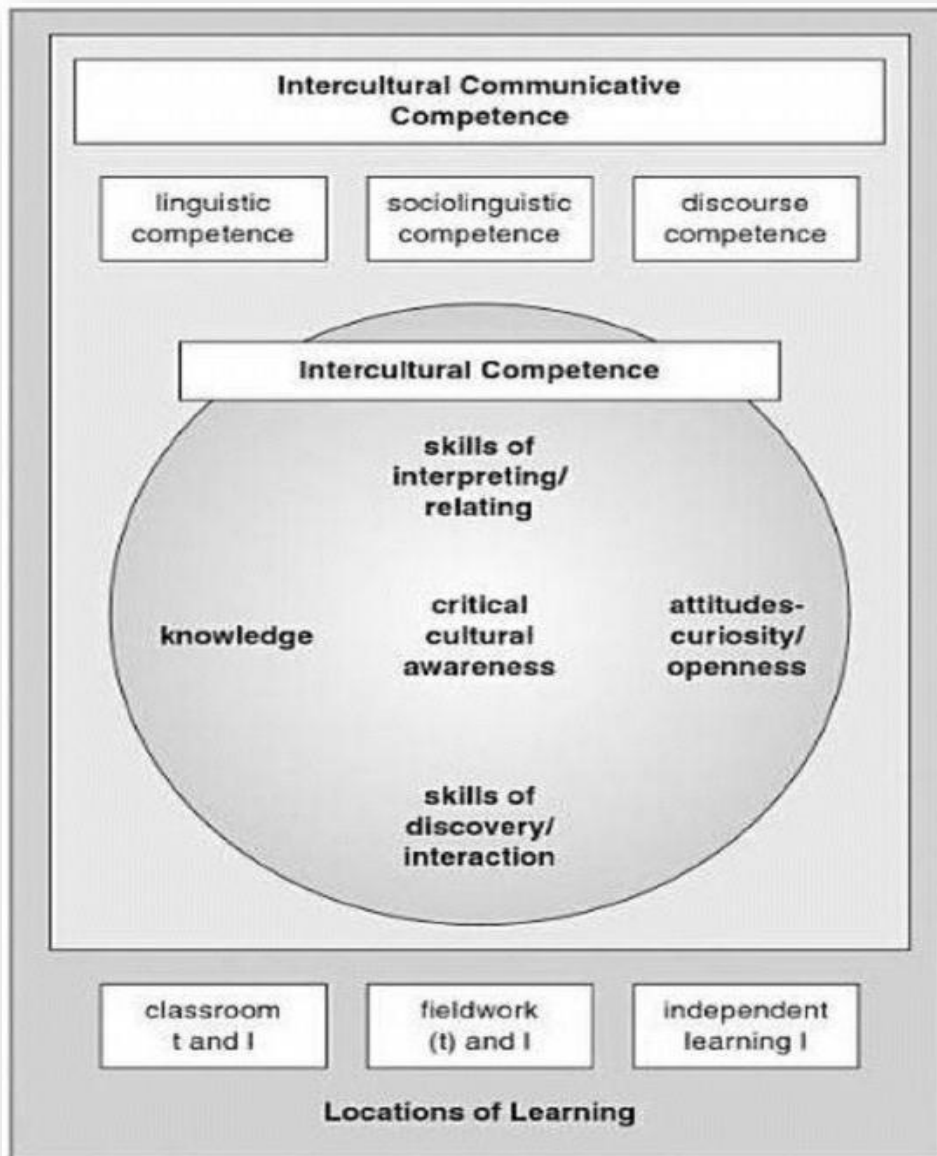 Intercultural Communicative
Competence
linguistic
competence
sociolinguistic
competence
discourse
competence
Intercultural Competence
skills of
interpreting/
relating
knowledge
critical
cultural
awareness
attitudes-
curiosity/
openness
skills of
discovery/
interaction
classroom
t and l
fieldwork
(t) and l
independent
learning l
Locations of Learning